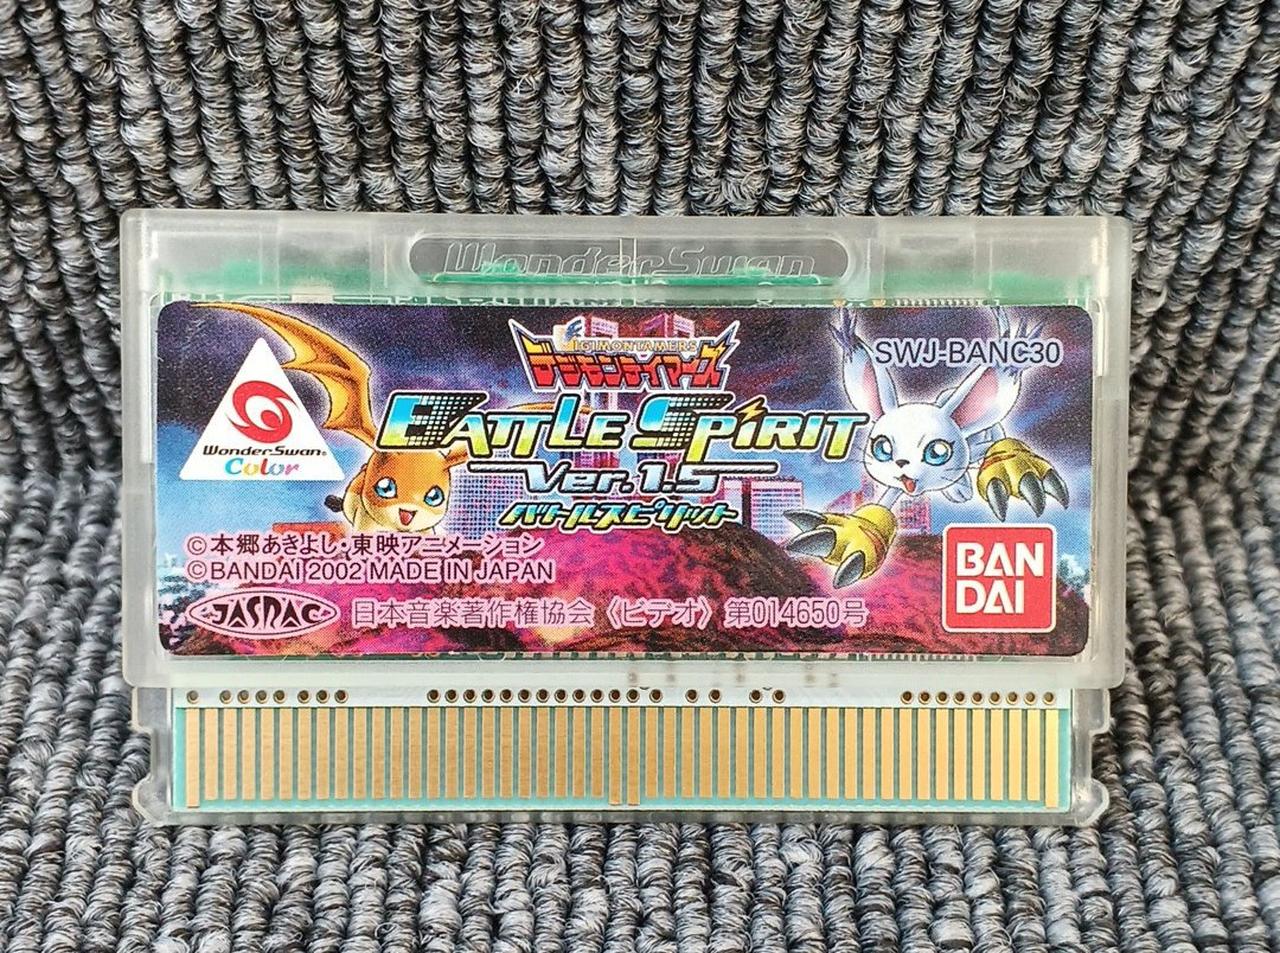 WonderSwan
DIGIMONTAMERS
デジモンテイマーズ
SWJ-BANC30
BATTLE SPIRIT
Ver.1.5
バトルスピリット
WonderSwan®
Color
©本郷あきよし・東映アニメーション
©BANDAI 2002 MADE IN JAPAN
BAN
DAI
JASRAC
日本音楽著作権協会〈ビデオ〉第014650号